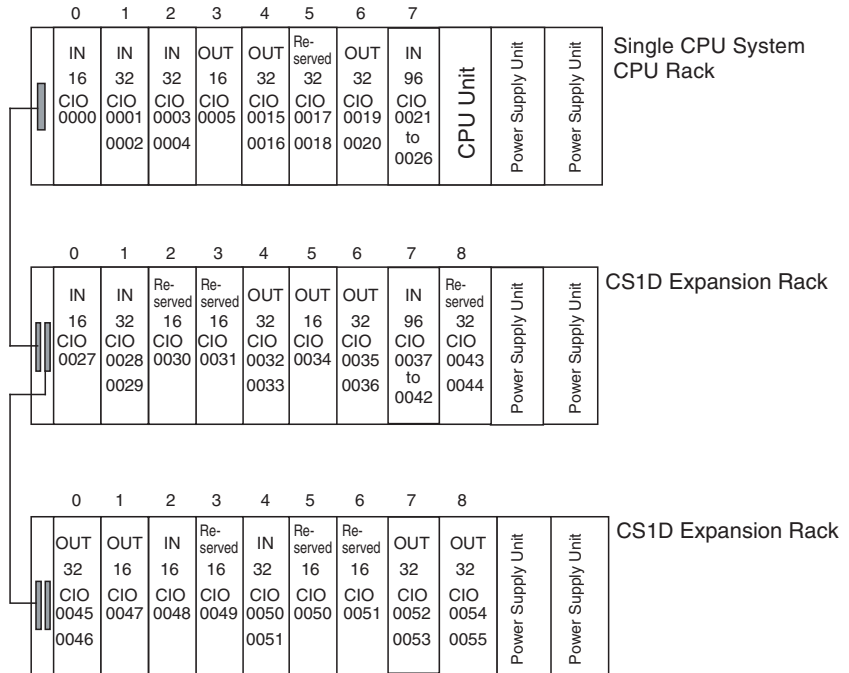 0 1 2 3 4 5 6 7
IN 16 CIO 0000
IN 32 CIO 0001 0002
IN 32 CIO 0003 0004
OUT 16 CIO 0005
OUT 32 CIO 0015 0016
Re-served 32 CIO 0017 0018
OUT 32 CIO 0019 0020
IN 96 CIO 0021 to 0026
CPU Unit
Power Supply Unit
Power Supply Unit
Single CPU System
CPU Rack
0 1 2 3 4 5 6 7 8
IN 16 CIO 0027
IN 32 CIO 0028 0029
Re-served 16 CIO 0030
Re-served 16 CIO 0031
OUT 32 CIO 0032 0033
OUT 16 CIO 0034
OUT 32 CIO 0035 0036
IN 96 CIO 0037 to 0042
Re-served 32 CIO 0043 0044
Power Supply Unit
Power Supply Unit
CS1D Expansion Rack
0 1 2 3 4 5 6 7 8
OUT 32 CIO 0045 0046
OUT 16 CIO 0047
IN 16 CIO 0048
Re-served 16 CIO 0049
IN 32 CIO 0050 0051
Re-served 16 CIO 0050
Re-served 16 CIO 0051
OUT 32 CIO 0052 0053
OUT 32 CIO 0054 0055
Power Supply Unit
Power Supply Unit
CS1D Expansion Rack